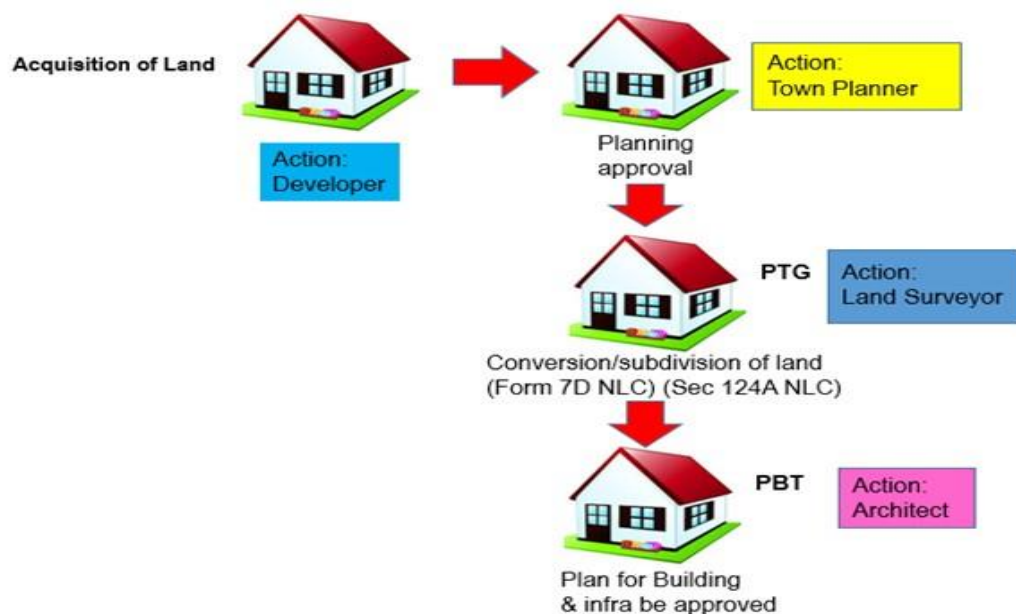 Acquisition of Land
Action:
Developer
Action:
Town Planner
Planning
approval
PTG
Action:
Land Surveyor
Conversion/subdivision of land
(Form 7D NLC) (Sec 124A NLC)
PBT
Action:
Architect
Plan for Building
& infra be approved